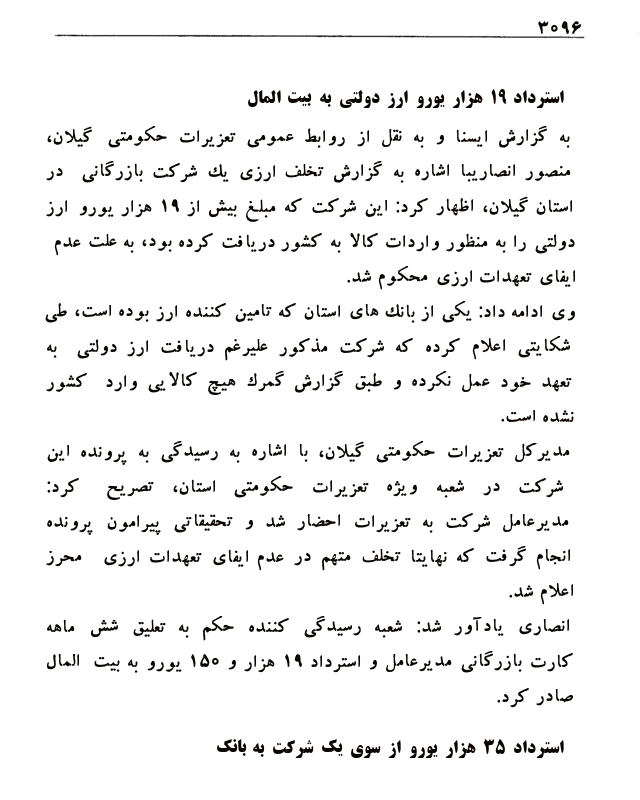 ۳۰۹۶
استرداد ۱۹ هزار یورو ارز دولتی به بیت المال
به گزارش ایسنا و به نقل از روابط عمومی تعزیرات حکومتی گیلان،
منصور انصاریبا اشاره به گزارش تخلف ارزی یك شرکت بازرگانی در
استان گیلان، اظهار کرد: این شرکت که مبلغ بیش از ۱۹ هزار یورو ارز
دولتی را به منظور واردات کالا به کشور دریافت کرده بود، به علت عدم
ایفای تعهدات ارزی محکوم شد.
وی ادامه داد: یکی از بانك های استان که تامین کننده ارز بوده است، طی
شکایتی اعلام کرده که شرکت مذکور علیرغم دریافت ارز دولتی به
تعهد خود عمل نکرده و طبق گزارش گمرك هیچ کالایی وارد کشور
نشده است.
مدیرکل تعزیرات حکومتی گیلان، با اشاره به رسیدگی به پرونده این
شرکت در شعبه ویژه تعزیرات حکومتی استان، تصریح کرد:
مدیرعامل شرکت به تعزیرات احضار شد و تحقیقاتی پیرامون پرونده
انجام گرفت که نهایتا تخلف متهم در عدم ایفای تعهدات ارزی محرز
اعلام شد.
انصاری یادآور شد: شعبه رسیدگی کننده حکم به تعلیق شش ماهه
کارت بازرگانی مدیرعامل و استرداد ۱۹ هزار و ۱۵۰ یورو به بیت المال
صادر کرد.
استرداد ۳۵ هزار یورو از سوی یک شرکت به بانک